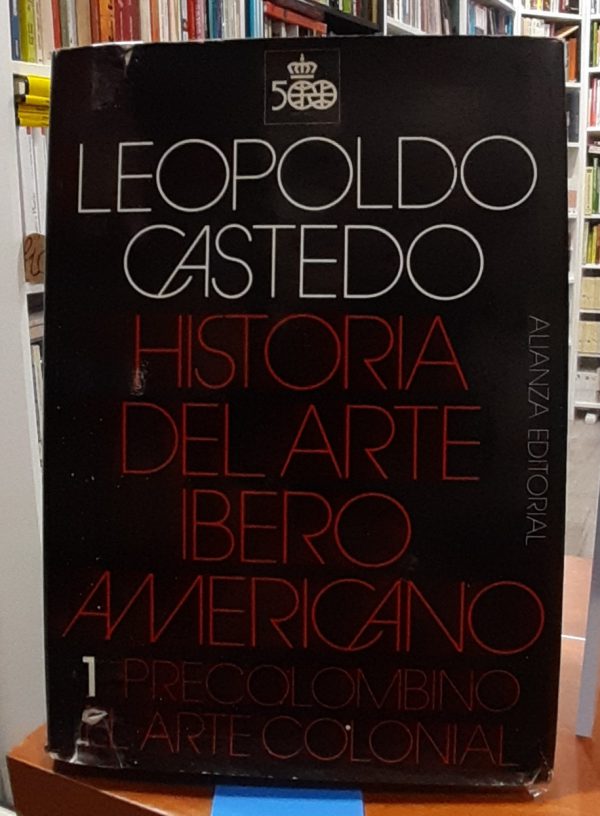 500
LEOPOLDO
CASTEDO
HISTORIA
DEL ARTE
IBERO
AMERICANO
1 PRECOLOMBINO
EL ARTE COLONIAL
ALIANZA EDITORIAL